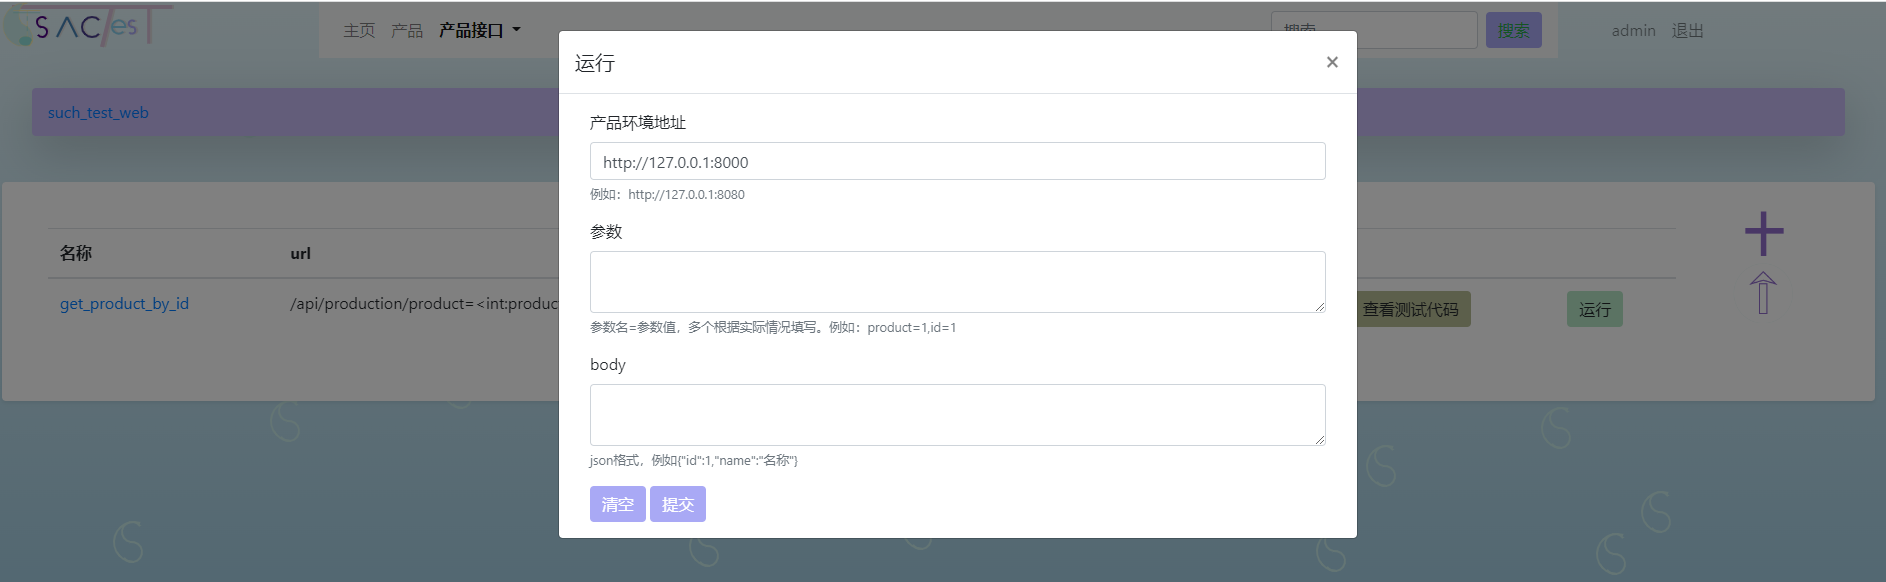 SACTesT
主页 产品 产品接口
搜索
搜索
admin 退出
运行
×
such_test_web
产品环境地址
http://127.0.0.1:8000
例如：http://127.0.0.1:8080
参数
参数名=参数值，多个根据实际情况填写。例如：product=1,id=1
名称 url
get_product_by_id /api/production/product=<int:produc
查看测试代码 运行
body
json格式，例如{"id":1,"name":"名称"}
清空 提交